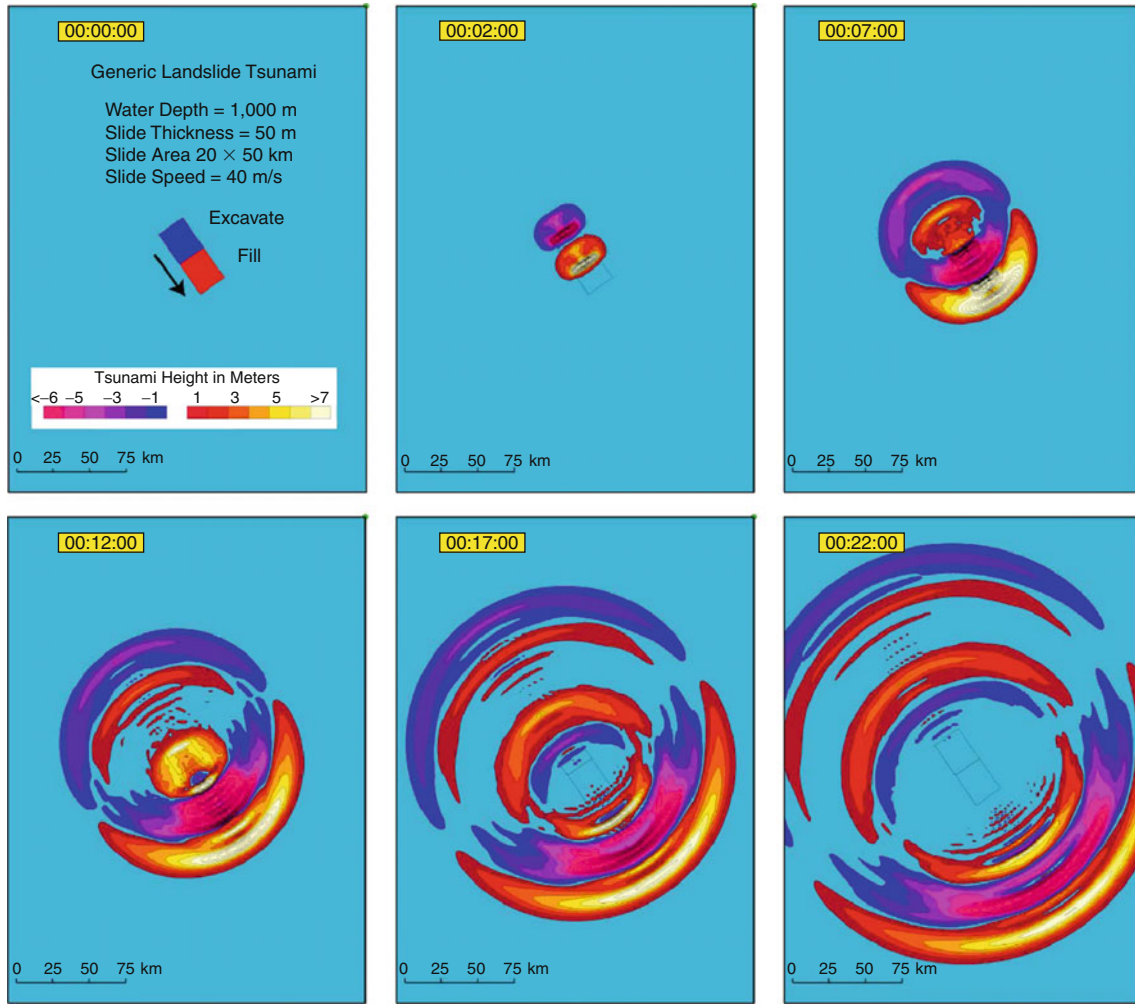 00:00:00
Generic Landslide Tsunami
Water Depth = 1,000 m
Slide Thickness = 50 m
Slide Area 20 × 50 km
Slide Speed = 40 m/s
Excavate
Fill
Tsunami Height in Meters
<–6 –5 –3 –1 1 3 5 >7
0 25 50 75 km
00:02:00
0 25 50 75 km
00:07:00
0 25 50 75 km
00:12:00
0 25 50 75 km
00:17:00
0 25 50 75 km
00:22:00
0 25 50 75 km